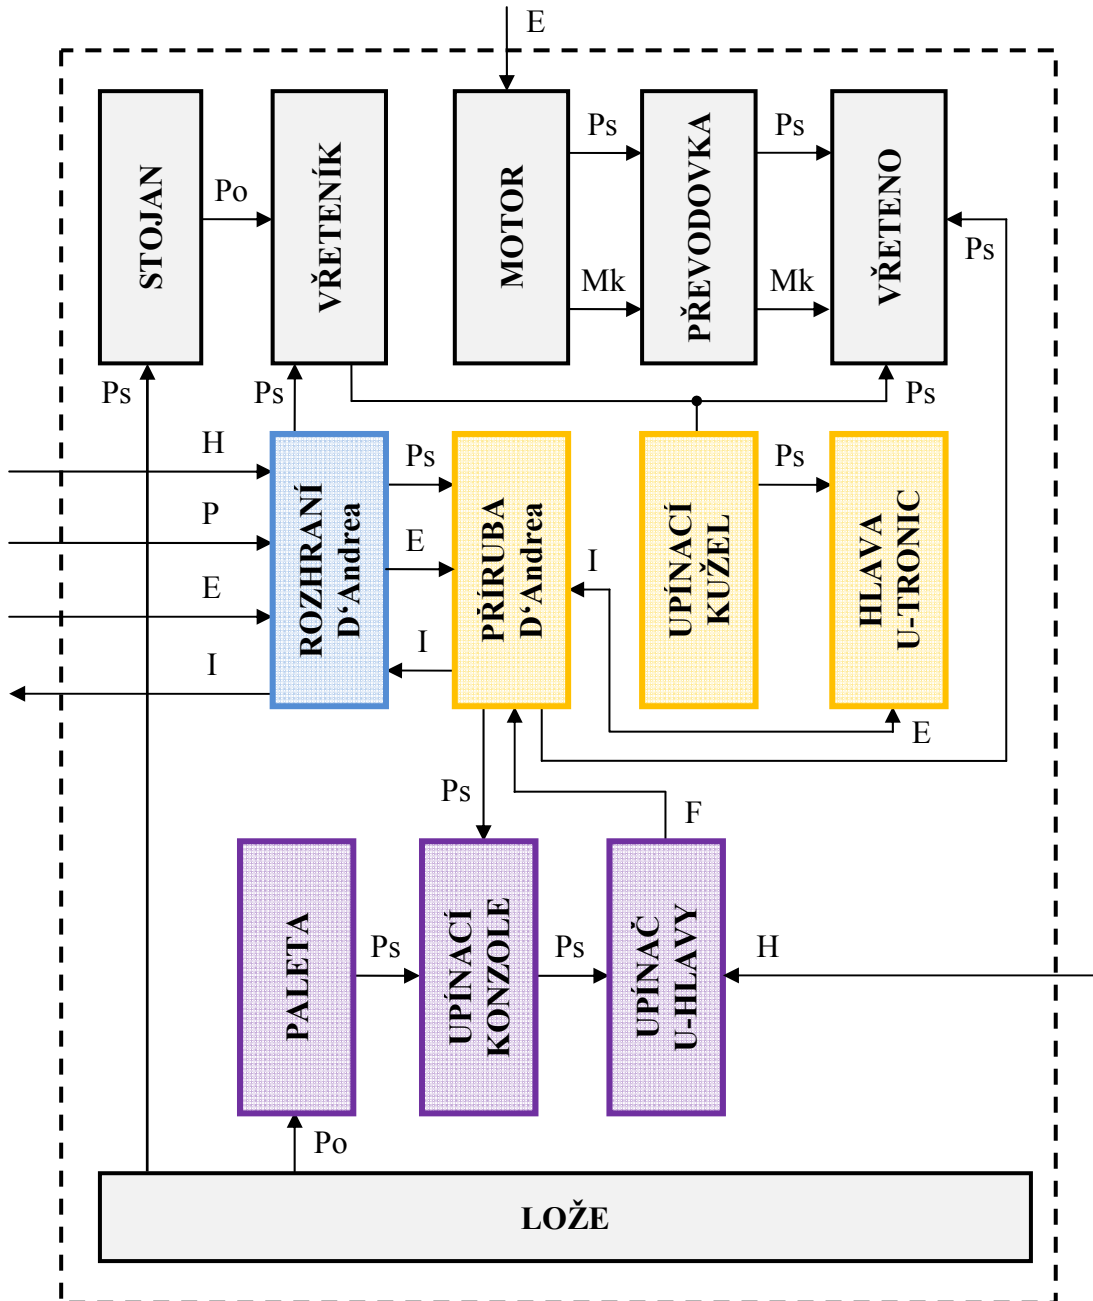 E
STOJAN
Po
VŘETENÍK
MOTOR
Ps
Mk
PŘEVODOVKA
Ps
Mk
VŘETENO
Ps
Ps
Ps
Ps
H
P
E
I
ROZHRANÍ
D‘Andrea
Ps
E
I
PŘÍRUBA
D‘Andrea
I
UPÍNACÍ
KUŽEL
Ps
HLAVA
U-TRONIC
E
Ps
F
PALETA
Ps
UPÍNACÍ
KONZOLE
Ps
UPÍNAČ
U-HLAVY
H
Po
LOŽE